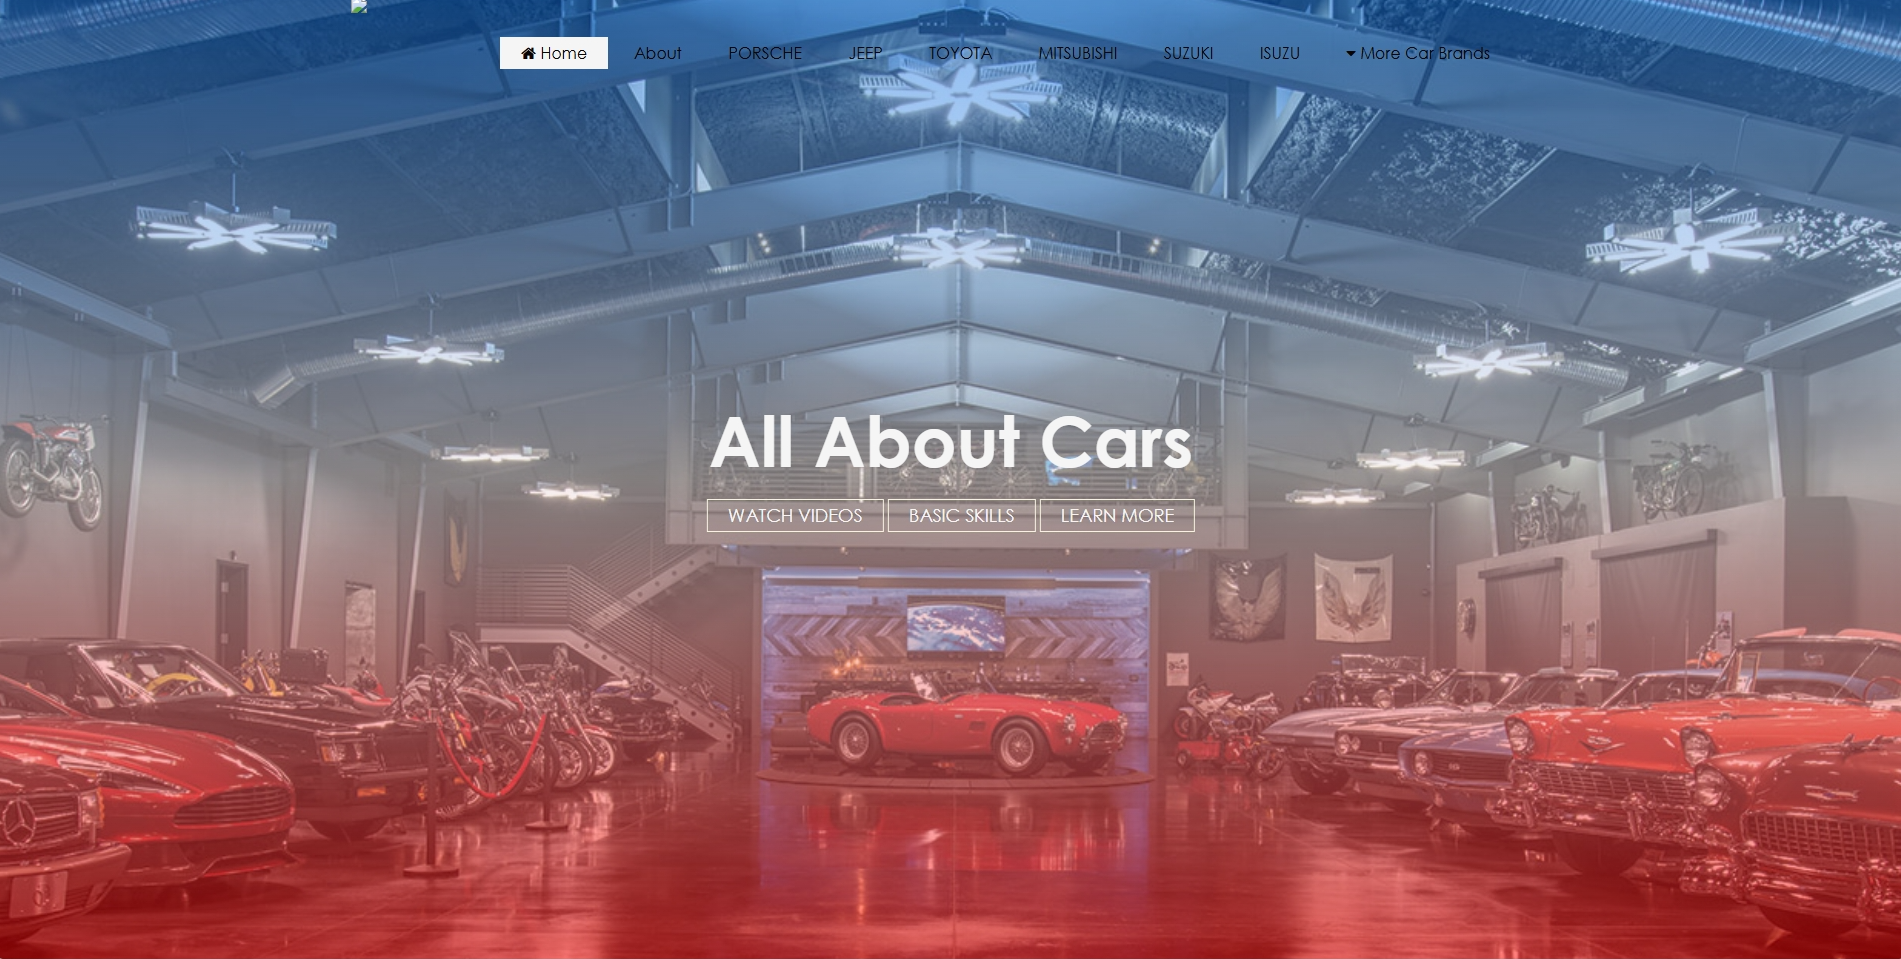 Home About PORSCHE JEEP TOYOTA MITSUBISHI SUZUKI ISUZU More Car Brands
All About Cars
WATCH VIDEOS BASIC SKILLS LEARN MORE